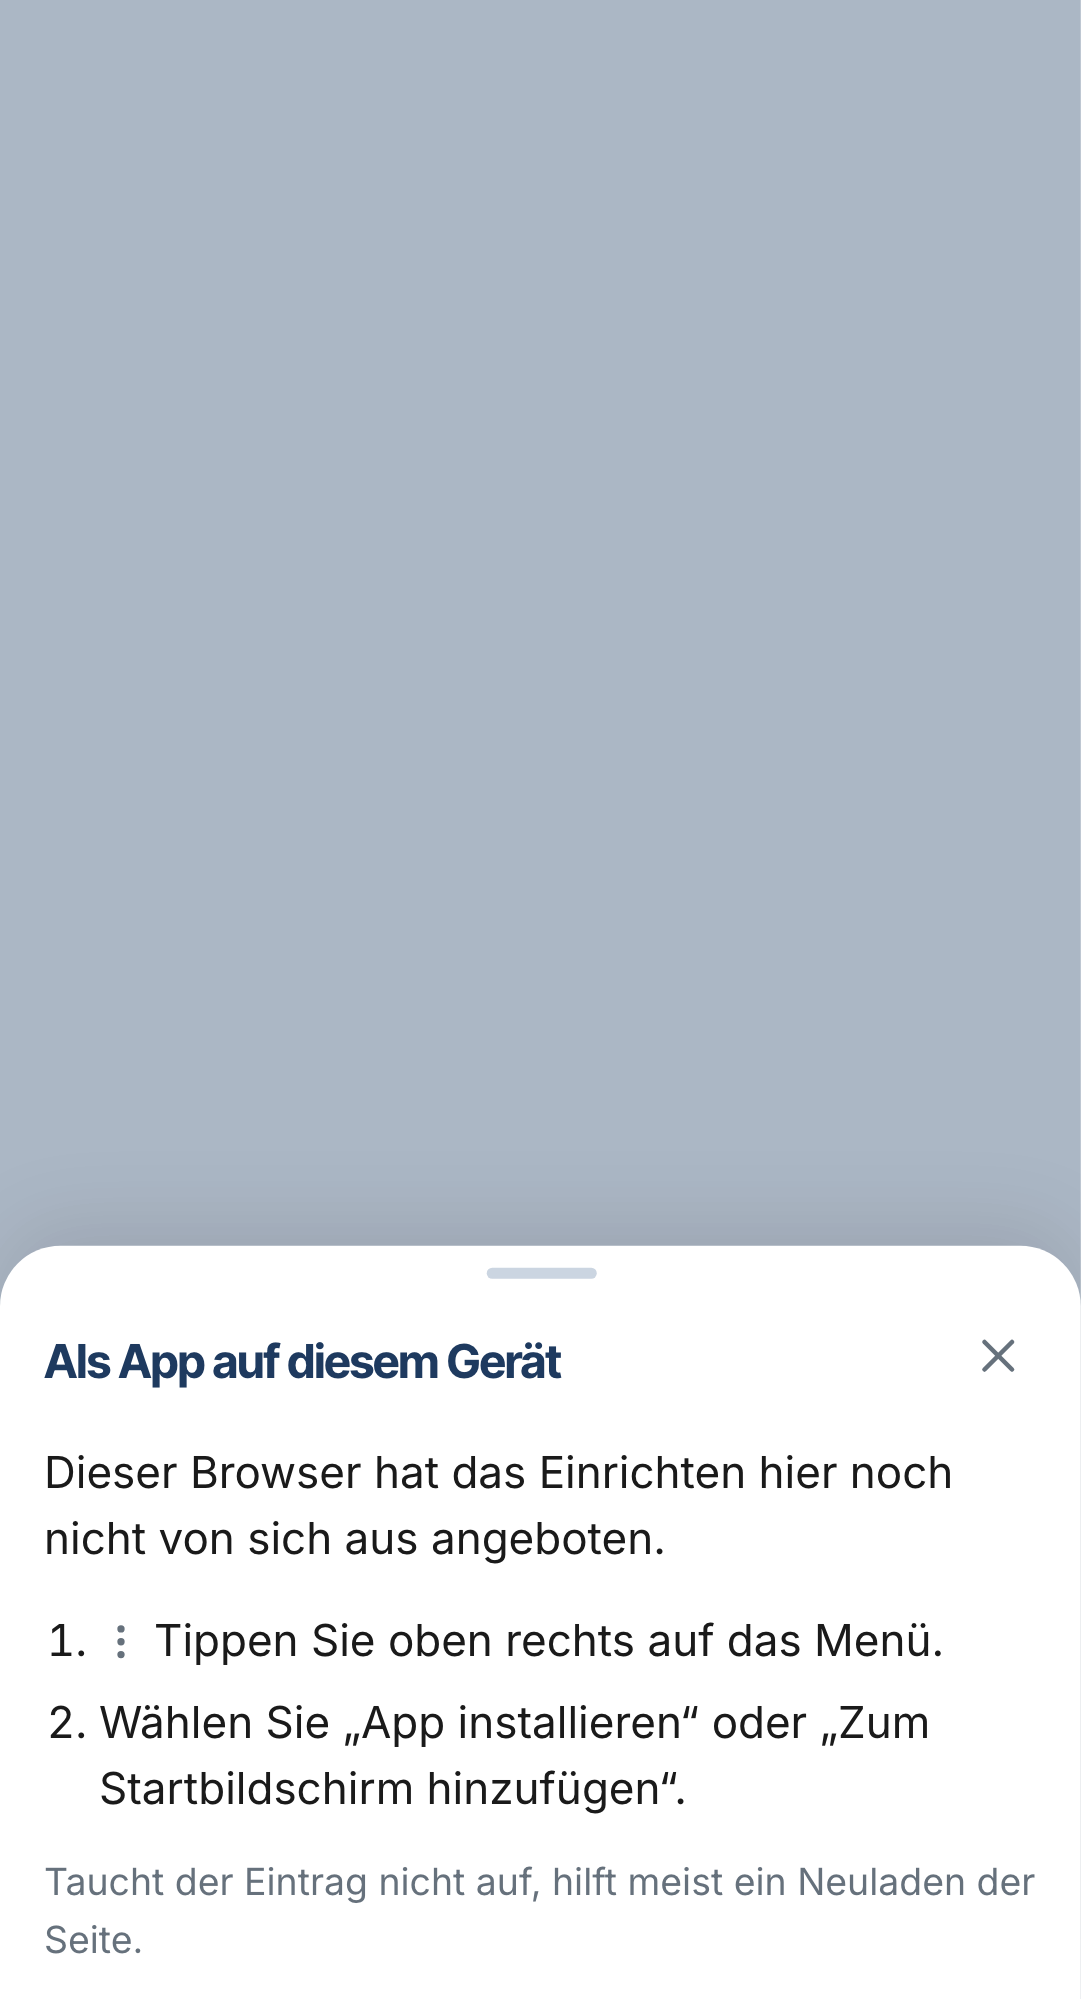 Als App auf diesem Gerät
Dieser Browser hat das Einrichten hier noch
nicht von sich aus angeboten.
1. ⋮ Tippen Sie oben rechts auf das Menü.
2. Wählen Sie „App installieren“ oder „Zum
Startbildschirm hinzufügen“.
Taucht der Eintrag nicht auf, hilft meist ein Neuladen der
Seite.